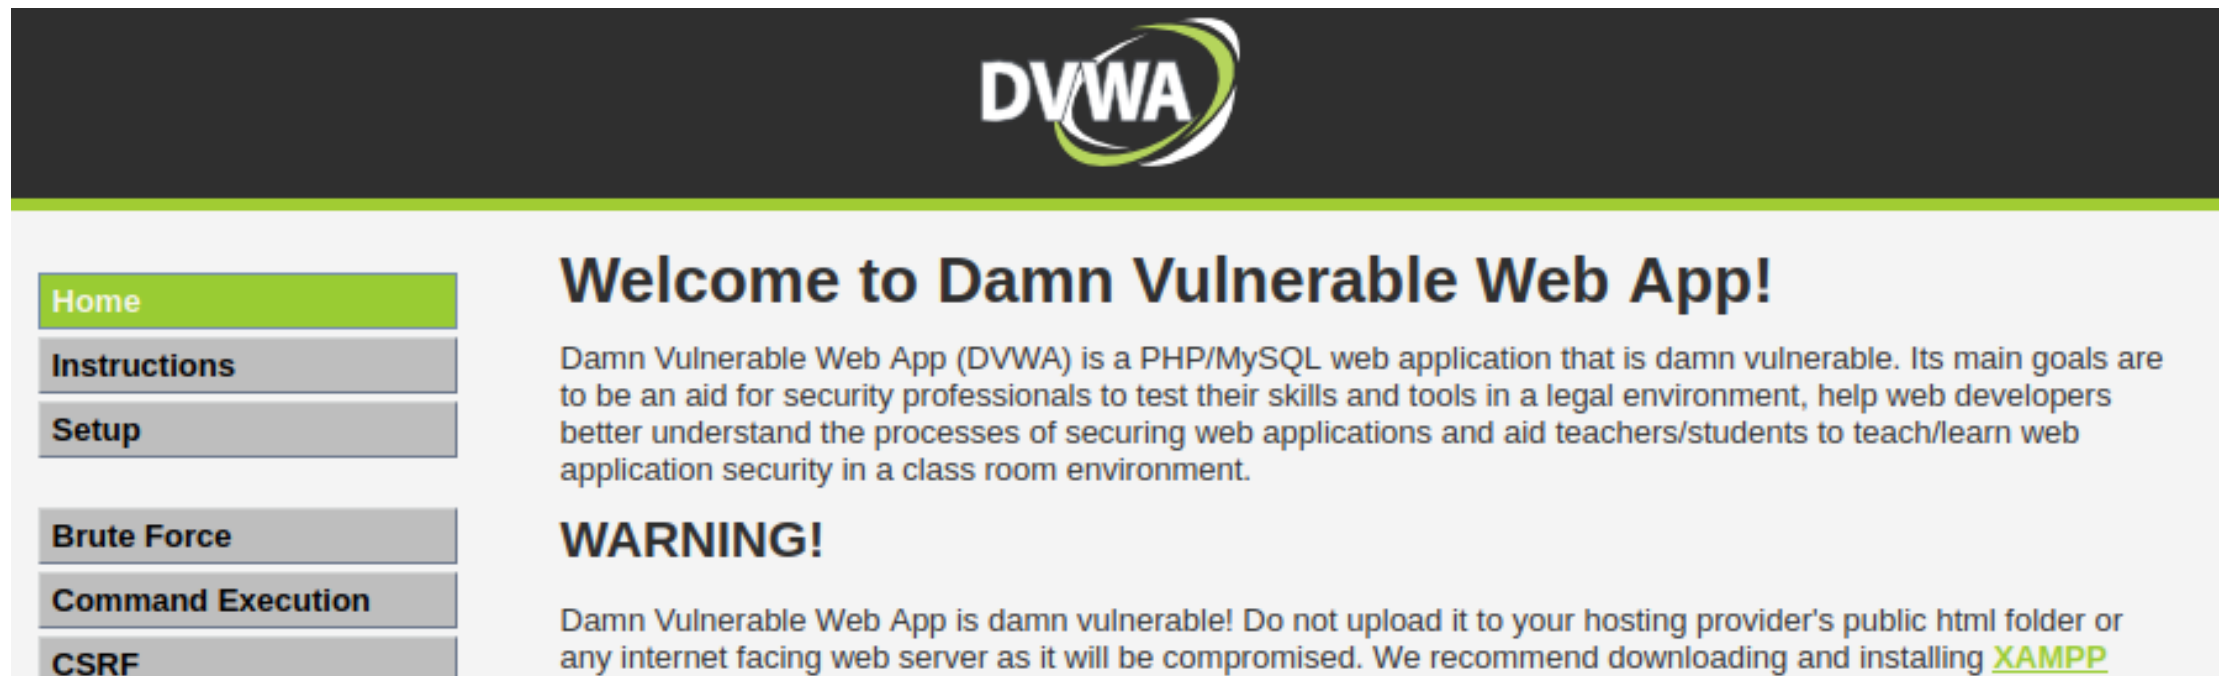 DVWA
Home
Instructions
Setup
Brute Force
Command Execution
CSRF
Welcome to Damn Vulnerable Web App!
Damn Vulnerable Web App (DVWA) is a PHP/MySQL web application that is damn vulnerable. Its main goals are
to be an aid for security professionals to test their skills and tools in a legal environment, help web developers
better understand the processes of securing web applications and aid teachers/students to teach/learn web
application security in a class room environment.
WARNING!
Damn Vulnerable Web App is damn vulnerable! Do not upload it to your hosting provider's public html folder or
any internet facing web server as it will be compromised. We recommend downloading and installing XAMPP